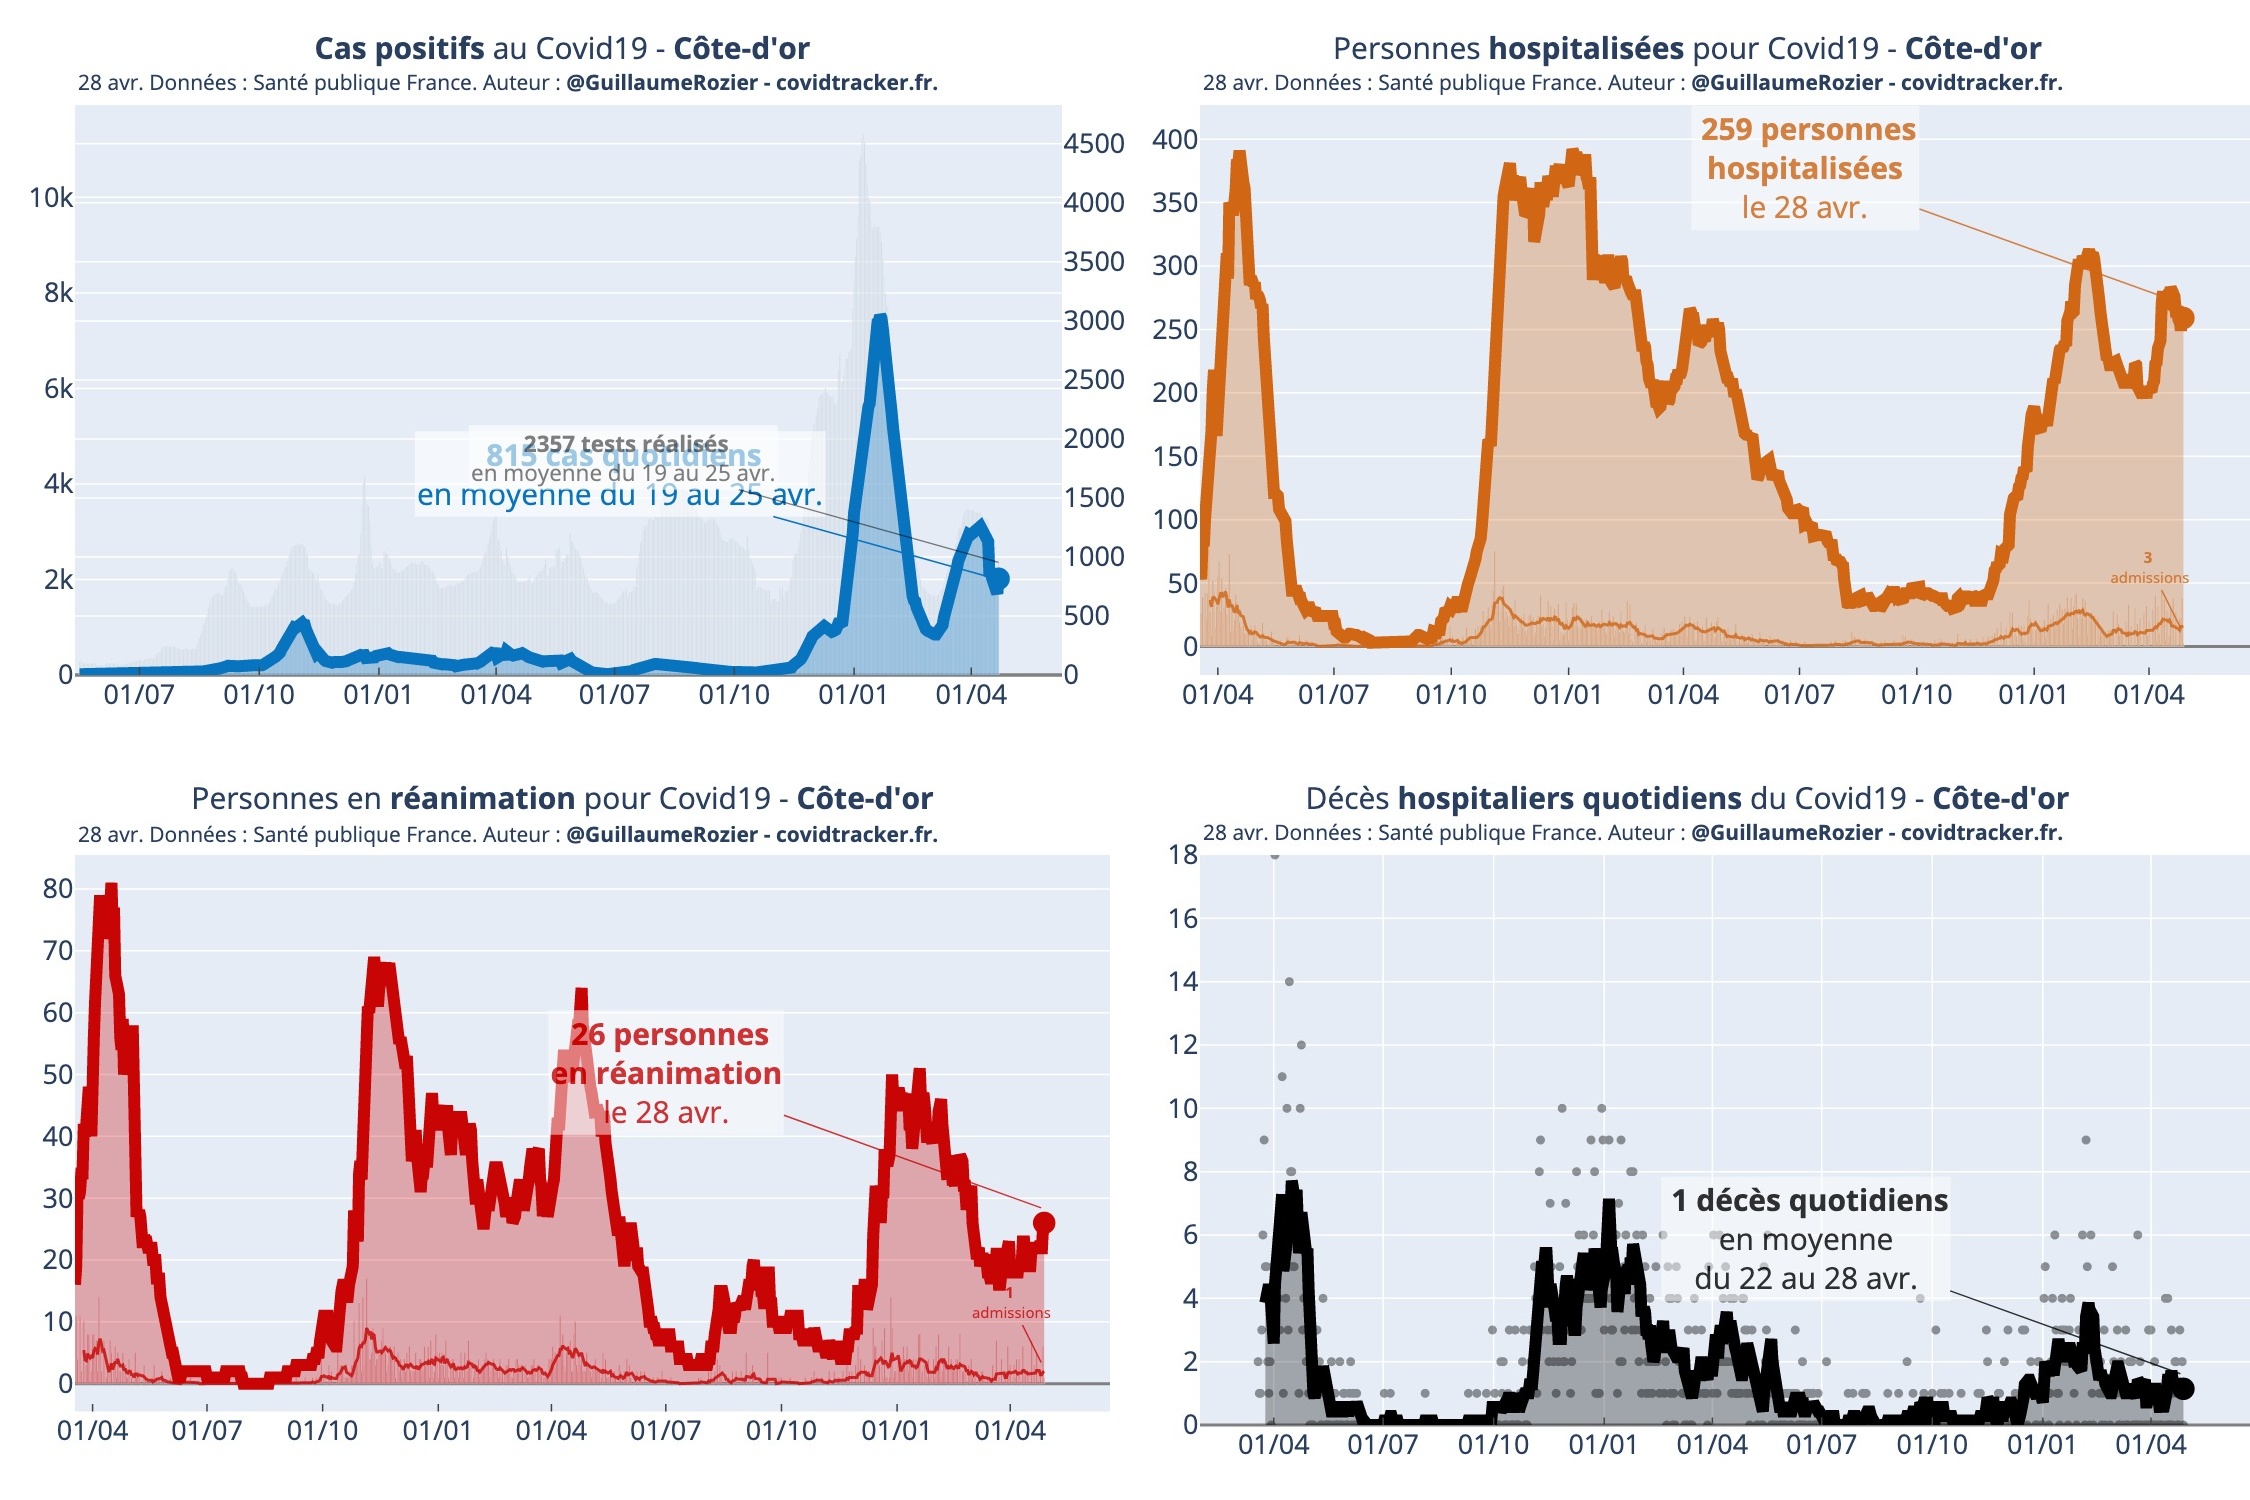 Cas positifs au Covid19 - Côte-d'or
28 avr. Données : Santé publique France. Auteur : @GuillaumeRozier - covidtracker.fr.
10k
8k
6k
4k
2k
0
4500
4000
3500
3000
2500
2000
1500
1000
500
0
2357 tests réalisés
815 cas quotidiens
en moyenne du 19 au 25 avr.
en moyenne du 19 au 25 avr.
01/07 01/10 01/01 01/04 01/07 01/10 01/01 01/04
Personnes hospitalisées pour Covid19 - Côte-d'or
28 avr. Données : Santé publique France. Auteur : @GuillaumeRozier - covidtracker.fr.
400
350
300
250
200
150
100
50
0
259 personnes
hospitalisées
le 28 avr.
3
admissions
01/04 01/07 01/10 01/01 01/04 01/07 01/10 01/01 01/04
Personnes en réanimation pour Covid19 - Côte-d'or
28 avr. Données : Santé publique France. Auteur : @GuillaumeRozier - covidtracker.fr.
80
70
60
50
40
30
20
10
0
26 personnes
en réanimation
le 28 avr.
1
admissions
01/04 01/07 01/10 01/01 01/04 01/07 01/10 01/01 01/04
Décès hospitaliers quotidiens du Covid19 - Côte-d'or
28 avr. Données : Santé publique France. Auteur : @GuillaumeRozier - covidtracker.fr.
18
16
14
12
10
8
6
4
2
0
1 décès quotidiens
en moyenne
du 22 au 28 avr.
01/04 01/07 01/10 01/01 01/04 01/07 01/10 01/01 01/04